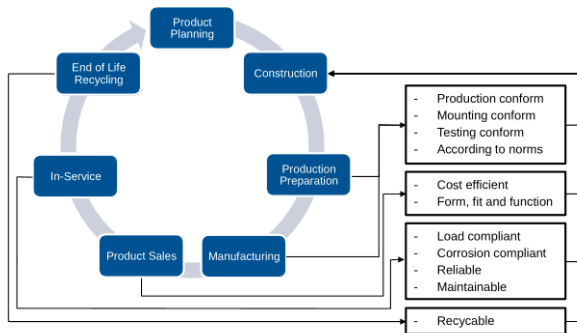 Product
Planning
End of Life
Recycling
Construction
In-Service
Production
Preparation
Product Sales
Manufacturing
- Production conform
- Mounting conform
- Testing conform
- According to norms
- Cost efficient
- Form, fit and function
- Load compliant
- Corrosion compliant
- Reliable
- Maintainable
- Recycable